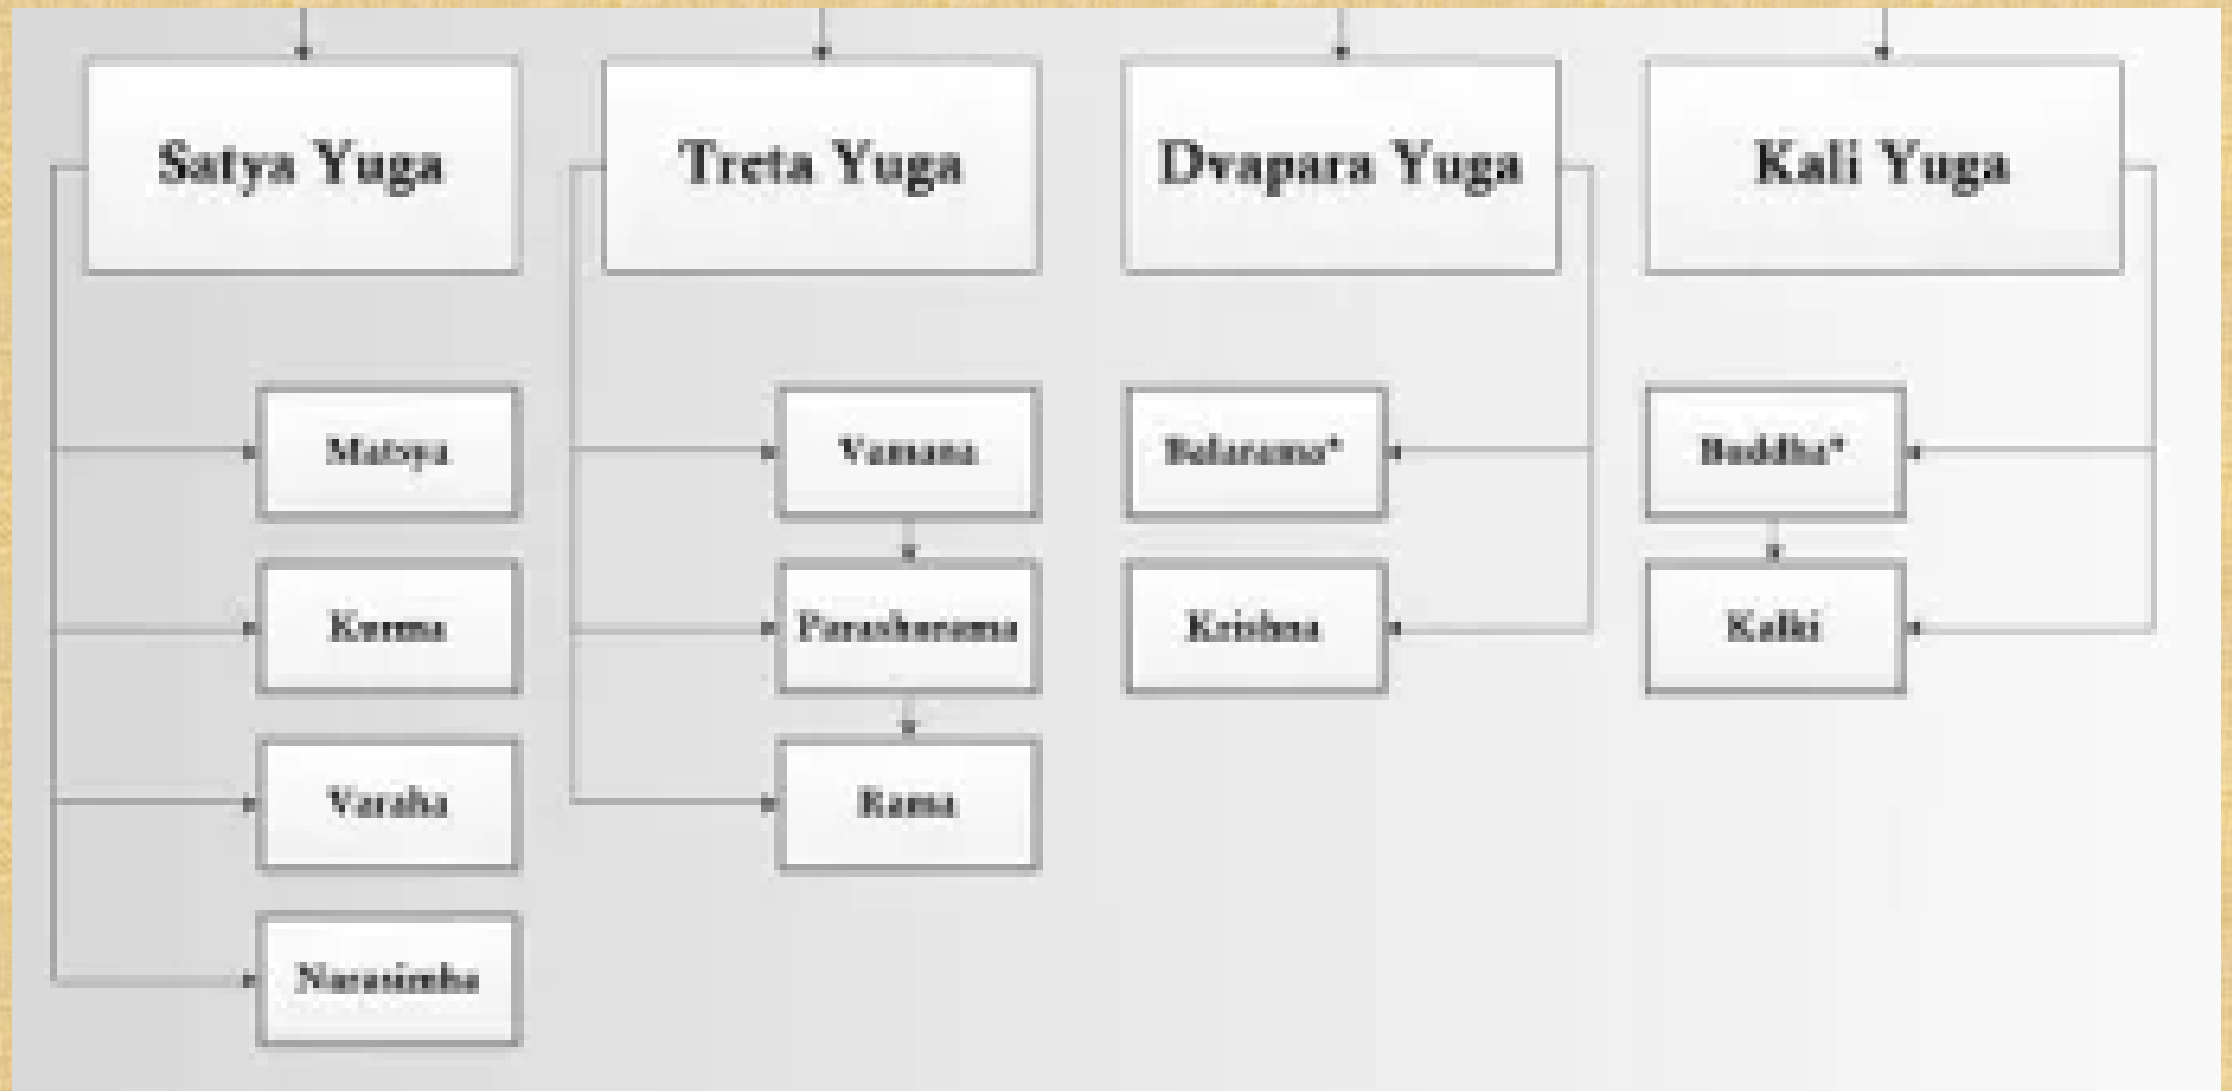 Satya Yuga
Treta Yuga
Dvapara Yuga
Kali Yuga
Matsya
Vamana
Balarama*
Buddha*
Kurma
Parashurama
Krishna
Kalki
Varaha
Rama
Narasimha